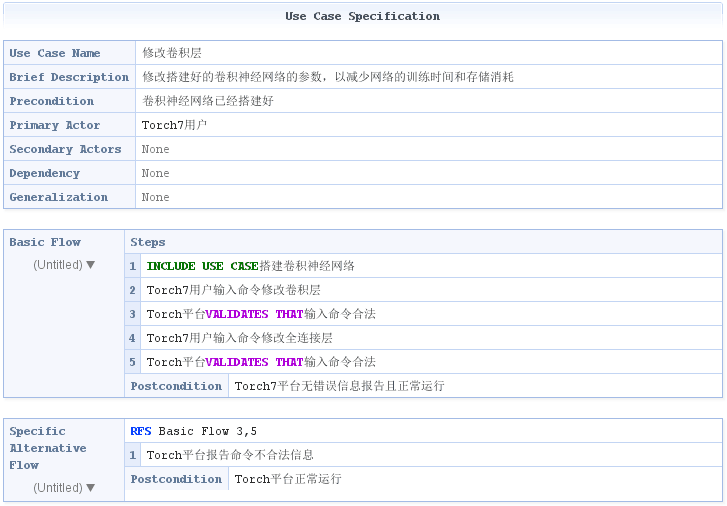 Use Case Specification
Use Case Name 修改卷积层
Brief Description 修改搭建好的卷积神经网络的参数，以减少网络的训练时间和存储消耗
Precondition 卷积神经网络已经搭建好
Primary Actor Torch7用户
Secondary Actors None
Dependency None
Generalization None
Basic Flow Steps
(Untitled) ▼
1 INCLUDE USE CASE搭建卷积神经网络
2 Torch7用户输入命令修改卷积层
3 Torch平台VALIDATES THAT输入命令合法
4 Torch7用户输入命令修改全连接层
5 Torch平台VALIDATES THAT输入命令合法
Postcondition Torch7平台无错误信息报告且正常运行
Specific Alternative Flow
(Untitled) ▼
RFS Basic Flow 3,5
1 Torch平台报告命令不合法信息
Postcondition Torch平台正常运行